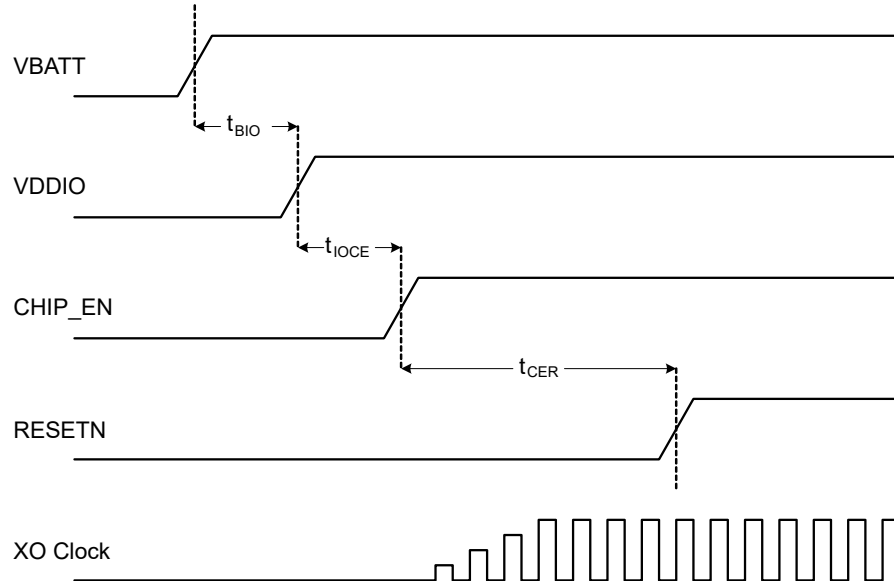 VBATT
tBIO
VDDIO
tIOCE
CHIP_EN
tCER
RESETN
XO Clock